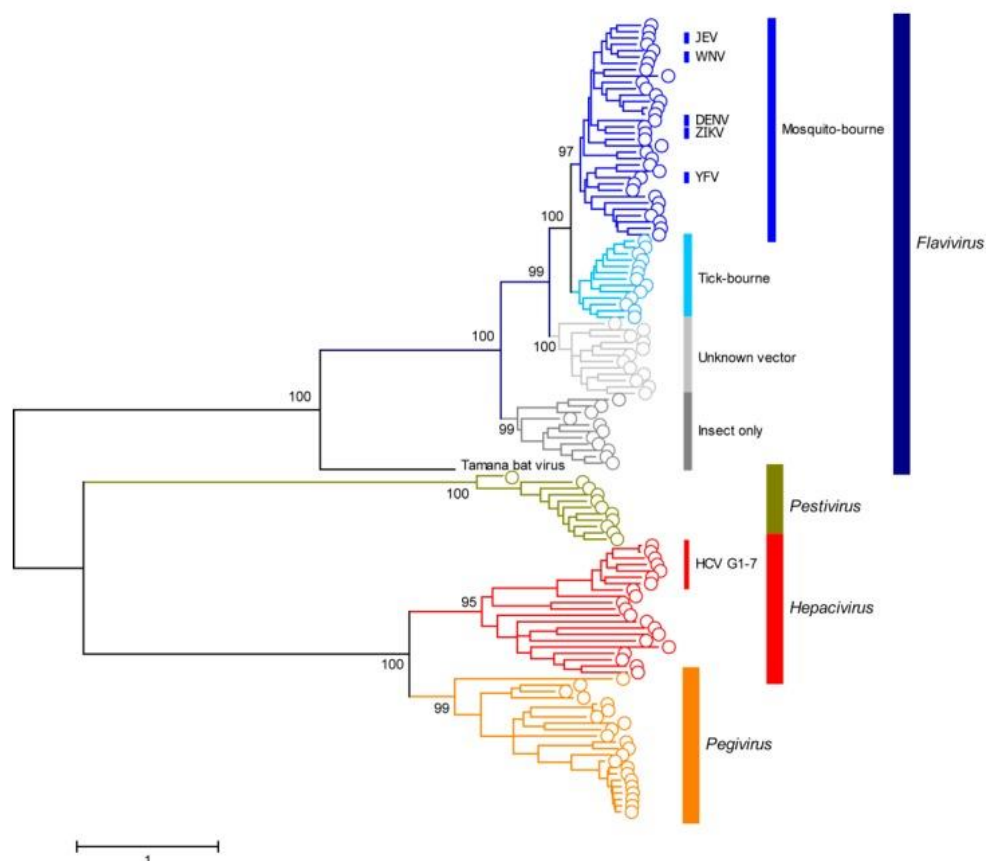 JEV
WNV
DENV
ZIKV
Mosquito-bourne
97
YFV
100
Flavivirus
99
Tick-bourne
100
100
Unknown vector
100
99
Insect only
Tamana bat virus
100
Pestivirus
HCV G1-7
95
Hepacivirus
100
99
Pegivirus
1